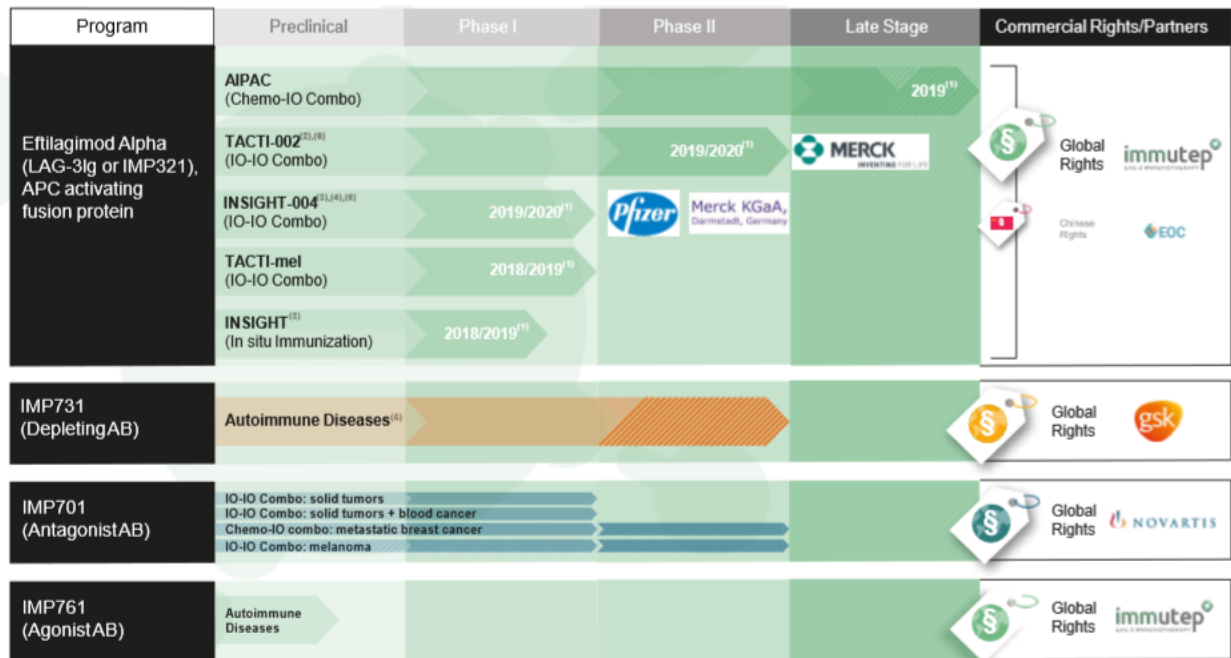 Program
Preclinical
Phase I
Phase II
Late Stage
Commercial Rights/Partners
Eftilagimod Alpha
(LAG-3Ig or IMP321),
APC activating
fusion protein
AIPAC
(Chemo-IO Combo)
2019(1)
TACTI-002(2),(8)
(IO-IO Combo)
2019/2020(1)
MERCK
INVENTING FOR LIFE
INSIGHT-004(3),(4),(8)
(IO-IO Combo)
2019/2020(1)
Pfizer
Merck KGaA,
Darmstadt, Germany
TACTI-mel
(IO-IO Combo)
2018/2019(1)
INSIGHT
(In situ Immunization)
2018/2019(1)
§
Global
Rights
immutep
LAG-3 IMMUNOTHERAPY
Chinese
Rights
EOC
IMP731
(Depleting AB)
Autoimmune Diseases
§
Global
Rights
gsk
IMP701
(Antagonist AB)
IO-IO Combo: solid tumors
IO-IO Combo: solid tumors + blood cancer
Chemo-IO combo: metastatic breast cancer
IO-IO Combo: melanoma
§
Global
Rights
NOVARTIS
IMP761
(Agonist AB)
Autoimmune
Diseases
§
Global
Rights
immutep
LAG-3 IMMUNOTHERAPY